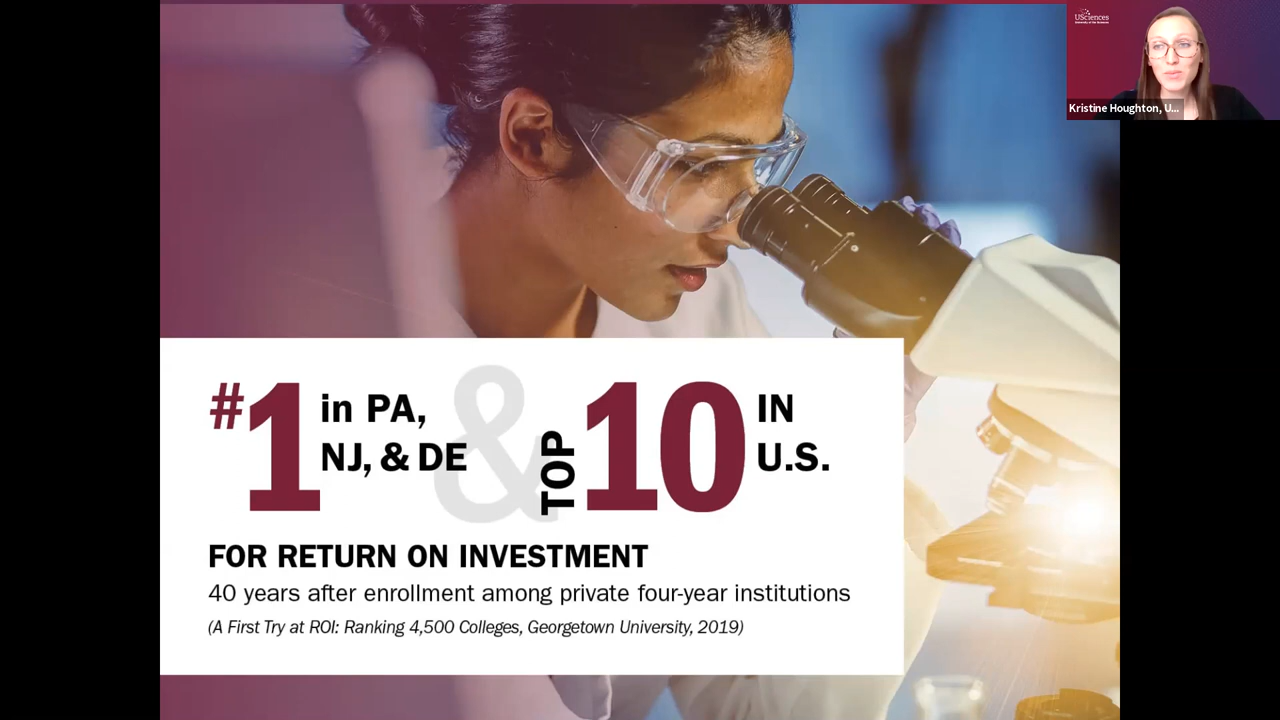 USciences
Kristine Houghton, U...
#1 in PA,
NJ, & DE
&
TOP 10 IN
U.S.
FOR RETURN ON INVESTMENT
40 years after enrollment among private four-year institutions
(A First Try at ROI: Ranking 4,500 Colleges, Georgetown University, 2019)